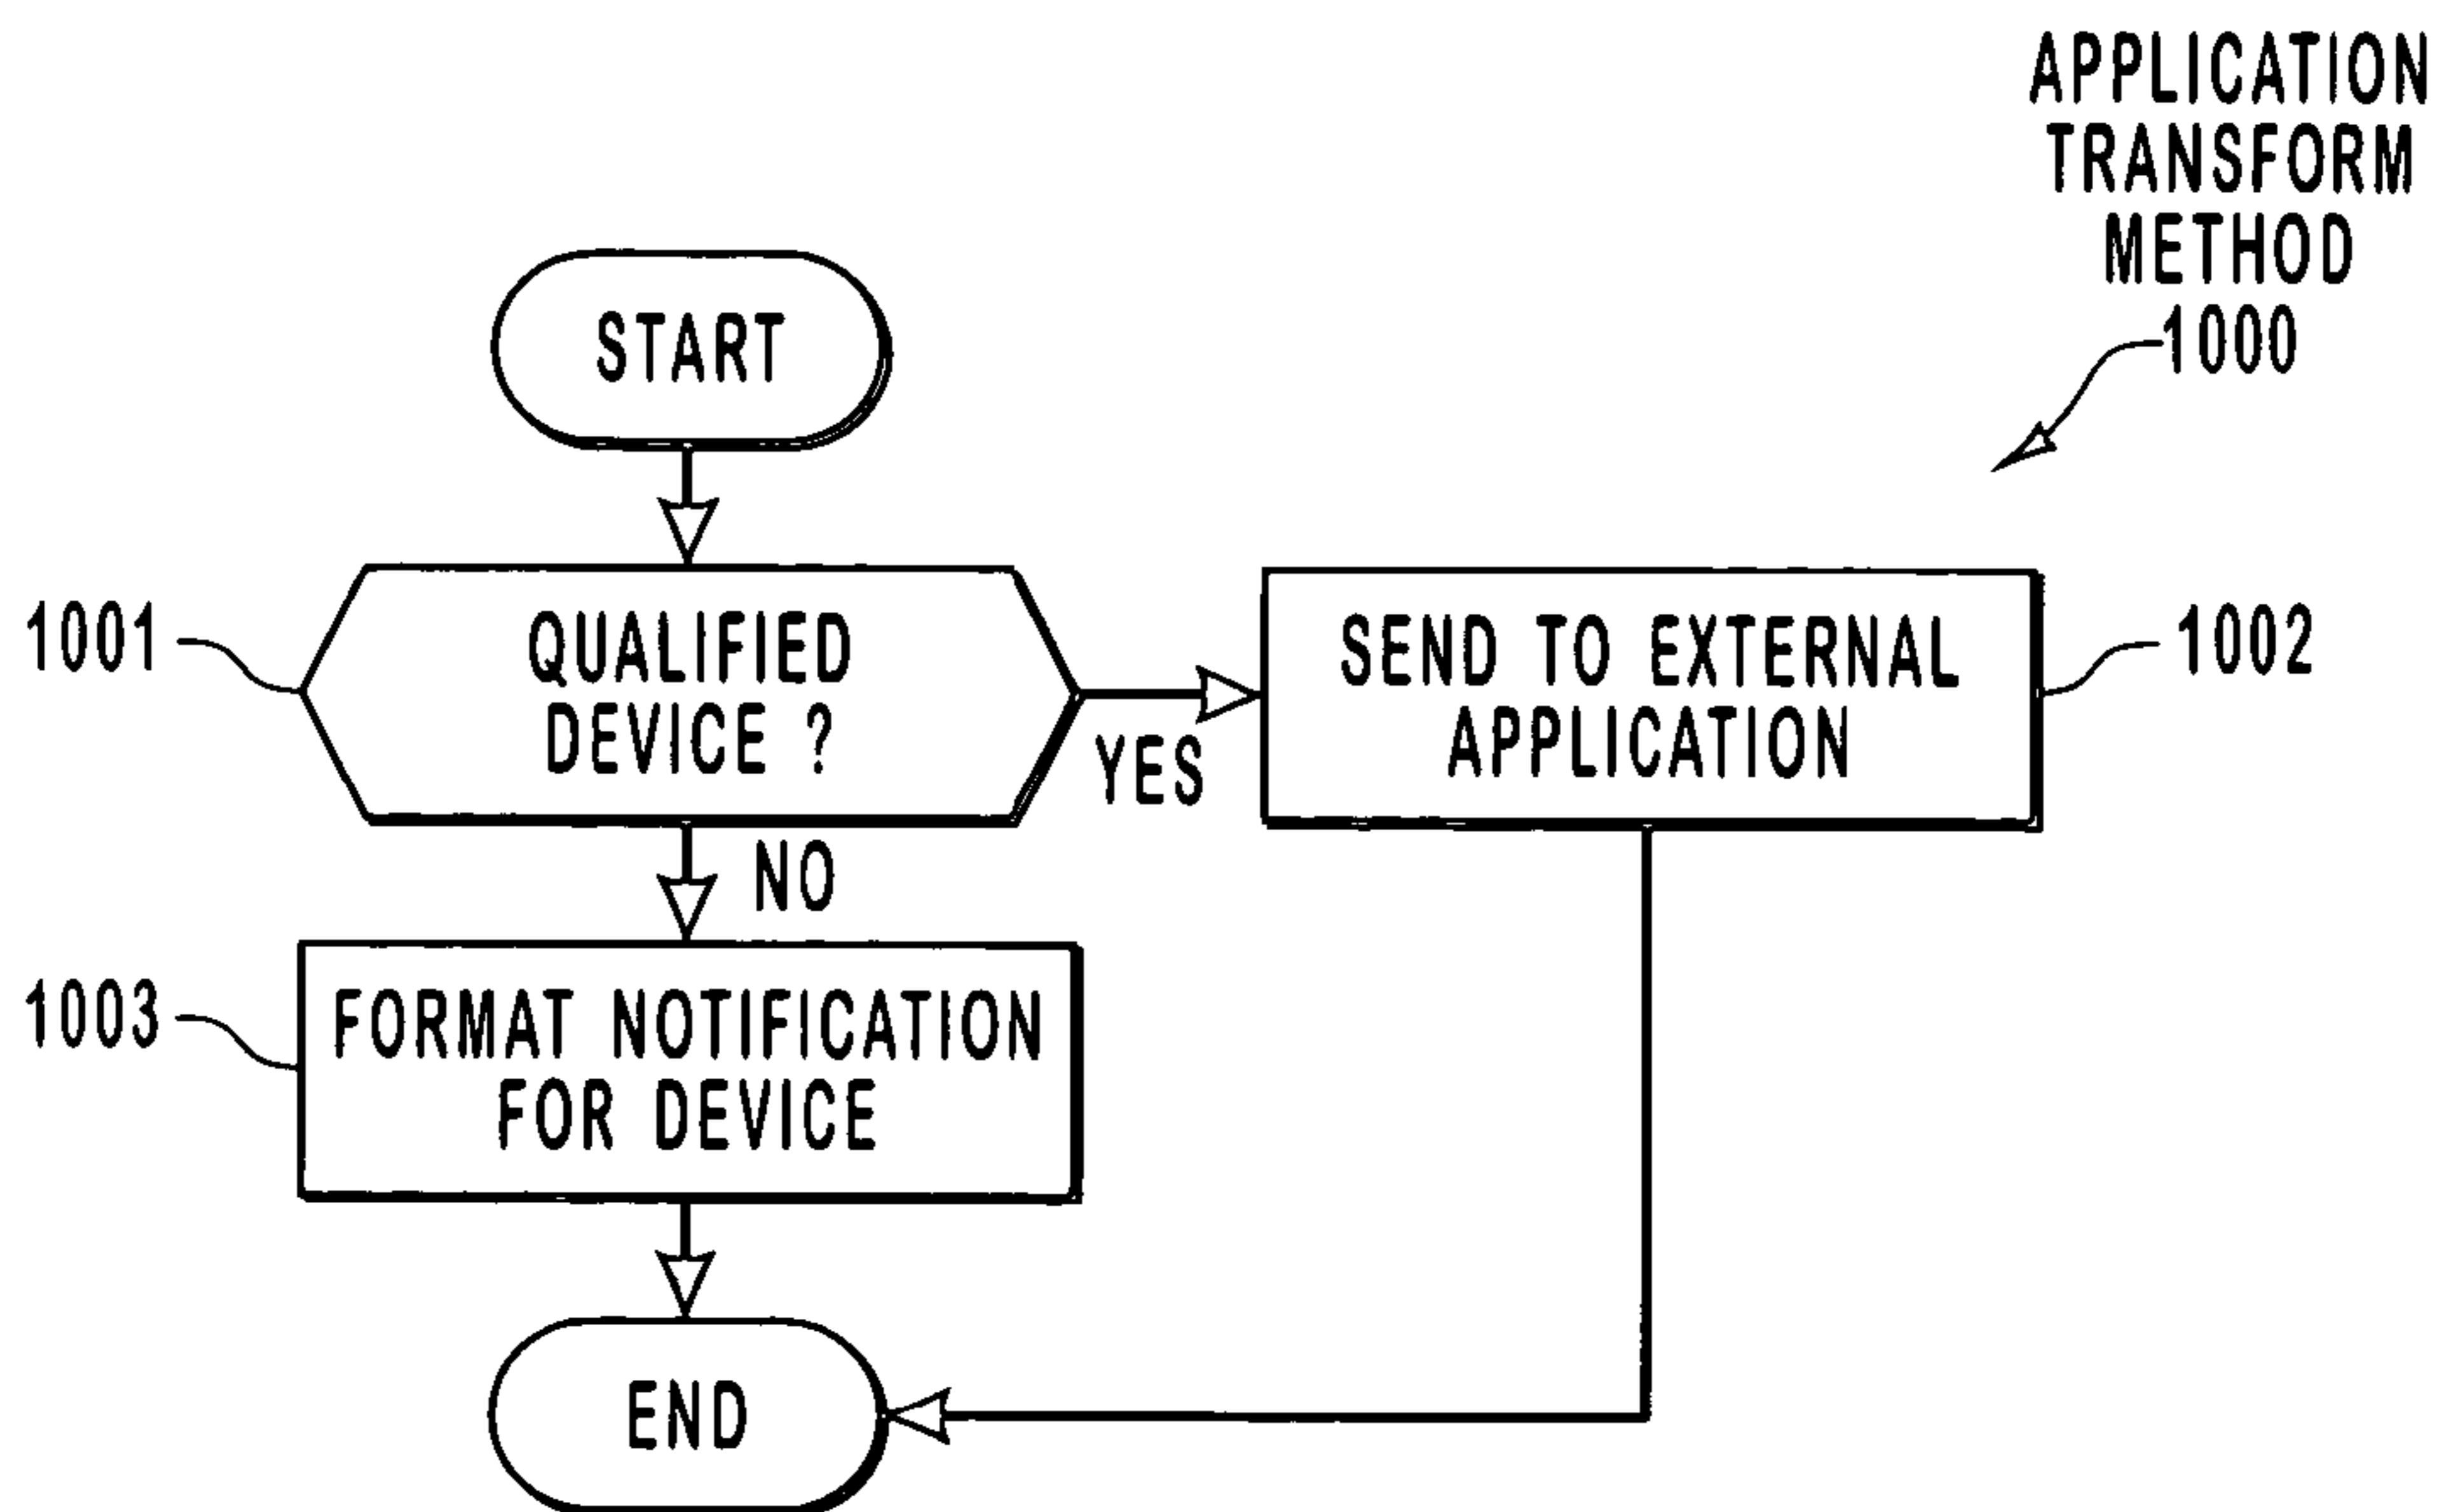 APPLICATION
TRANSFORM
METHOD
1000
START
1001
QUALIFIED
DEVICE ?
YES
SEND TO EXTERNAL
APPLICATION
1002
NO
1003
FORMAT NOTIFICATION
FOR DEVICE
END